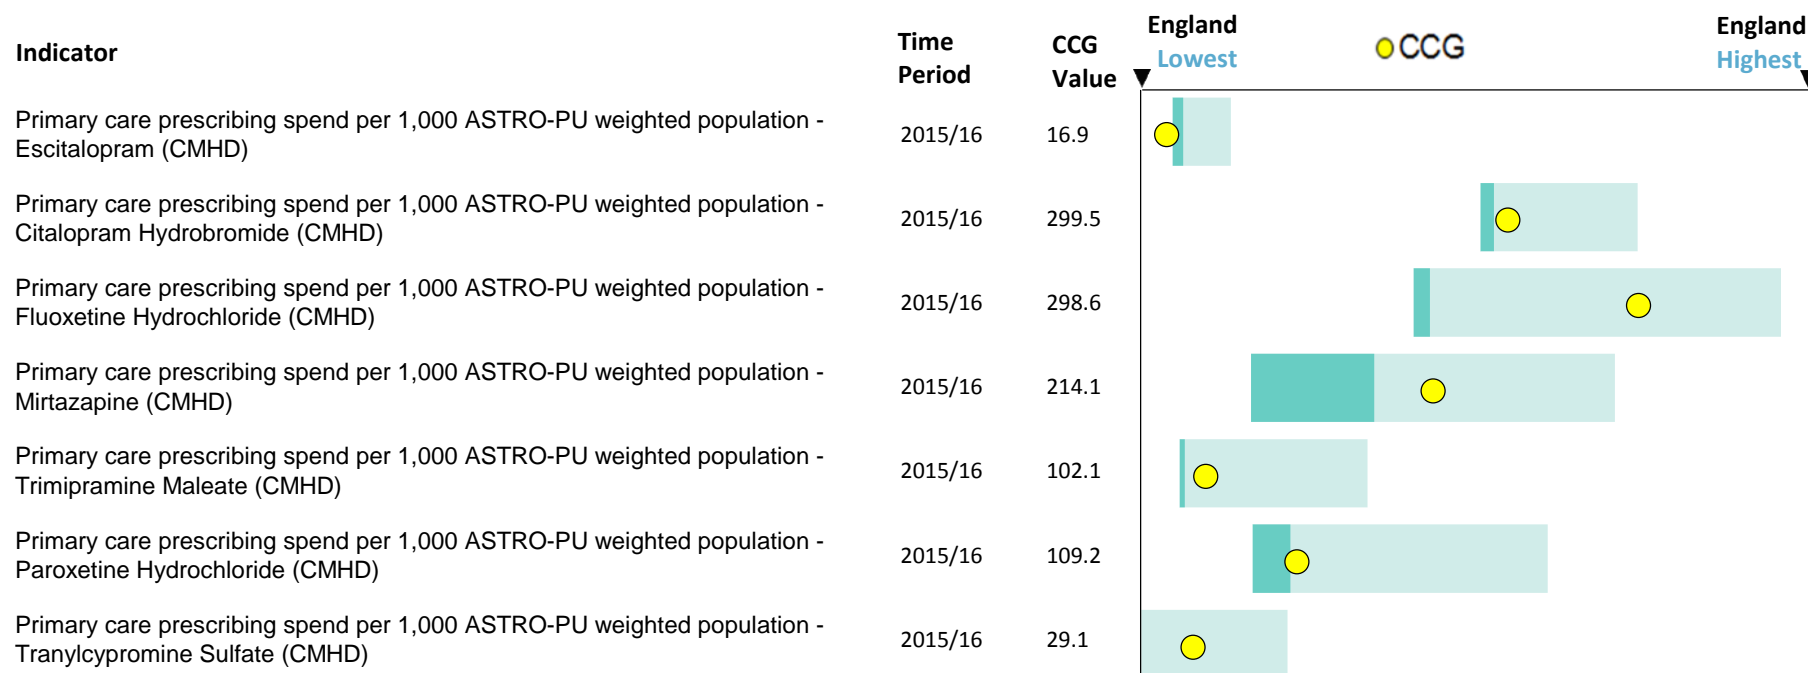 Indicator
Time Period
CCG Value
England Lowest
CCG
England Highest
Primary care prescribing spend per 1,000 ASTRO-PU weighted population -
Escitalopram (CMHD)
2015/16
16.9
Primary care prescribing spend per 1,000 ASTRO-PU weighted population -
Citalopram Hydrobromide (CMHD)
2015/16
299.5
Primary care prescribing spend per 1,000 ASTRO-PU weighted population -
Fluoxetine Hydrochloride (CMHD)
2015/16
298.6
Primary care prescribing spend per 1,000 ASTRO-PU weighted population -
Mirtazapine (CMHD)
2015/16
214.1
Primary care prescribing spend per 1,000 ASTRO-PU weighted population -
Trimipramine Maleate (CMHD)
2015/16
102.1
Primary care prescribing spend per 1,000 ASTRO-PU weighted population -
Paroxetine Hydrochloride (CMHD)
2015/16
109.2
Primary care prescribing spend per 1,000 ASTRO-PU weighted population -
Tranylcypromine Sulfate (CMHD)
2015/16
29.1